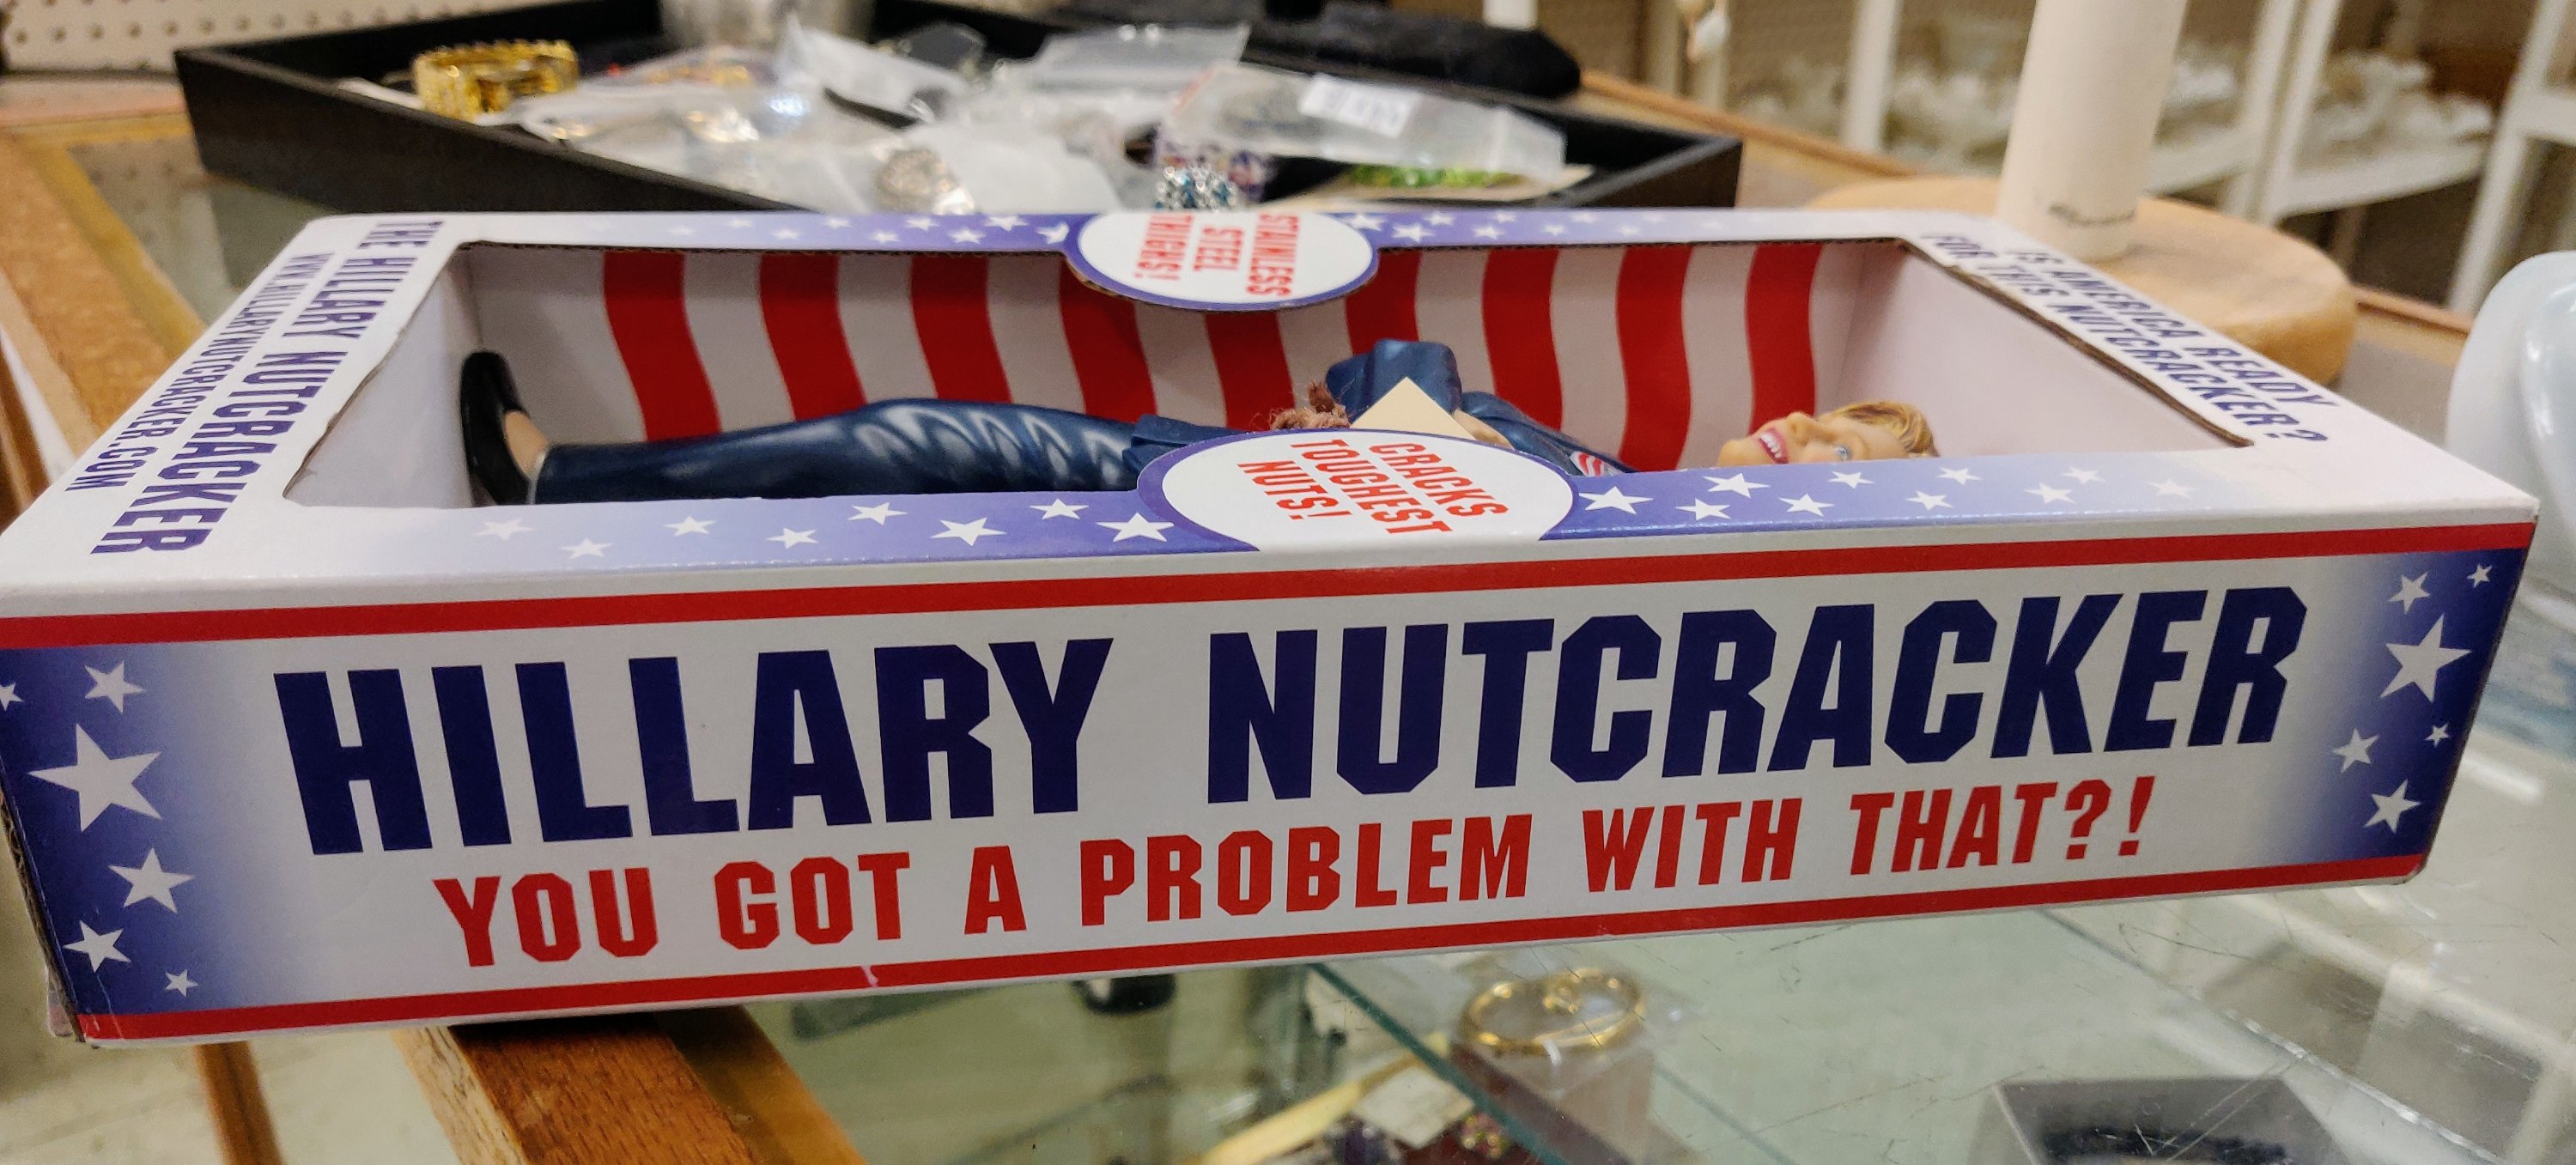 THE HILLARY NUTCRACKER
WWW.HILLARYNUTCRACKER.COM
STAINLESS
STEEL
THIGHS!
IS AMERICA READY
FOR THIS NUTCRACKER?
CRACKS
TOUGHEST
NUTS!
HILLARY NUTCRACKER
YOU GOT A PROBLEM WITH THAT?!